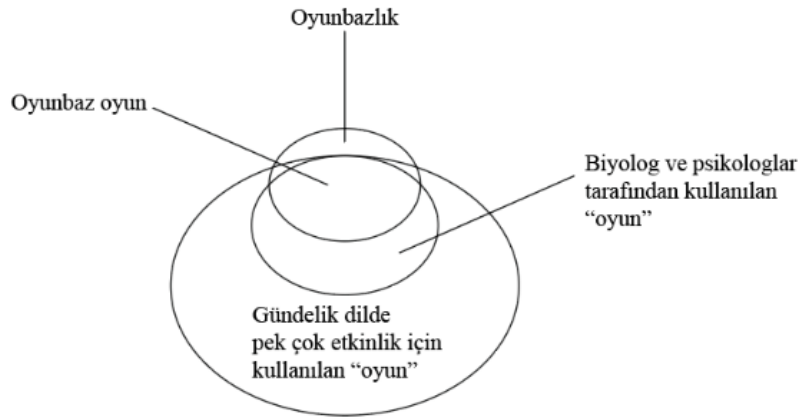 Oyunbazlık
Oyunbaz oyun
Biyolog ve psikologlar
tarafından kullanılan
“oyun”
Gündelik dilde
pek çok etkinlik için
kullanılan “oyun”